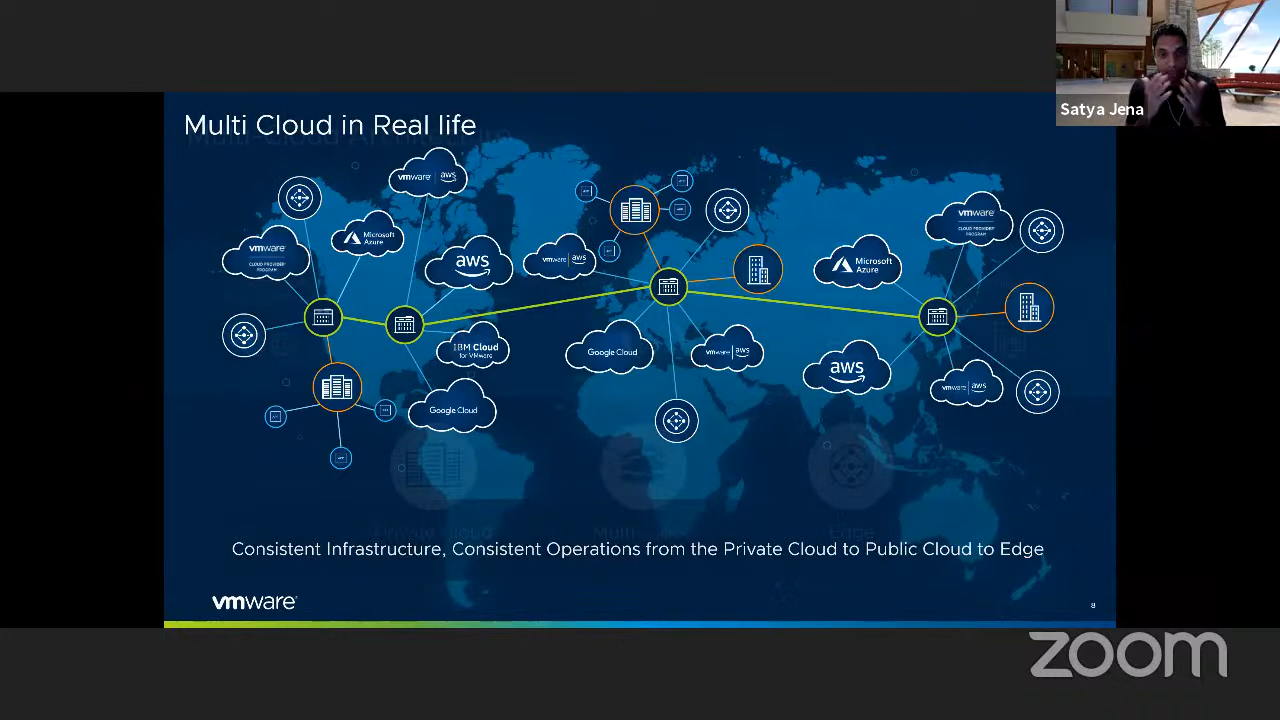 Satya Jena
Multi Cloud in Real life
vmware aws
Microsoft
Azure
vmware
CLOUD PROVIDER
PROGRAM
aws
IBM Cloud
for VMware
Google Cloud
vmware aws
Google Cloud
vmware aws
vmware
CLOUD PROVIDER
PROGRAM
Microsoft
Azure
aws
vmware aws
Edge
Consistent Infrastructure, Consistent Operations from the Private Cloud to Public Cloud to Edge
vmware
8
zoom